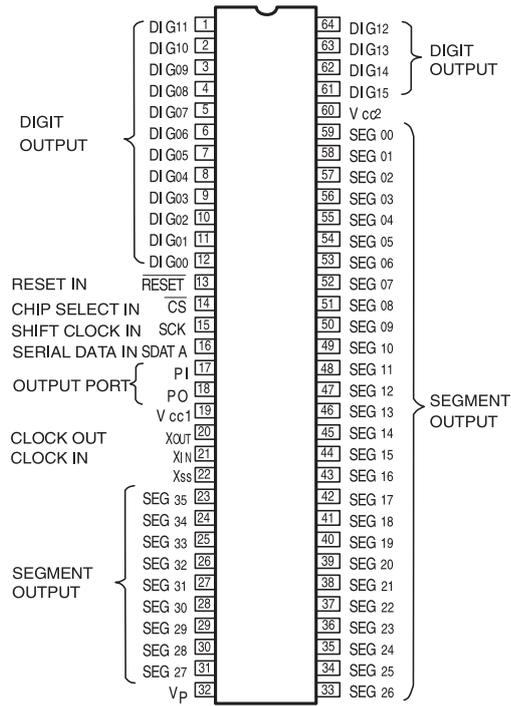 DIG11 1
DIG10 2
DIG09 3
DIG08 4
DIG07 5
DIG06 6
DIG05 7
DIG04 8
DIG03 9
DIG02 10
DIG01 11
DIG00 12
DIGIT
OUTPUT
RESET IN RESET 13
CHIP SELECT IN CS 14
SHIFT CLOCK IN SCK 15
SERIAL DATA IN SDATA 16
OUTPUT PORT
PI 17
PO 18
Vcc1 19
CLOCK OUT XOUT 20
CLOCK IN XIN 21
Xss 22
SEG 35 23
SEG 34 24
SEG 33 25
SEG 32 26
SEG 31 27
SEG 30 28
SEG 29 29
SEG 28 30
SEG 27 31
SEGMENT
OUTPUT
VP 32
64 DIG12
63 DIG13
62 DIG14
61 DIG15
DIGIT
OUTPUT
60 Vcc2
59 SEG 00
58 SEG 01
57 SEG 02
56 SEG 03
55 SEG 04
54 SEG 05
53 SEG 06
52 SEG 07
51 SEG 08
50 SEG 09
49 SEG 10
48 SEG 11
47 SEG 12
46 SEG 13
45 SEG 14
44 SEG 15
43 SEG 16
42 SEG 17
41 SEG 18
40 SEG 19
39 SEG 20
38 SEG 21
37 SEG 22
36 SEG 23
35 SEG 24
34 SEG 25
33 SEG 26
SEGMENT
OUTPUT